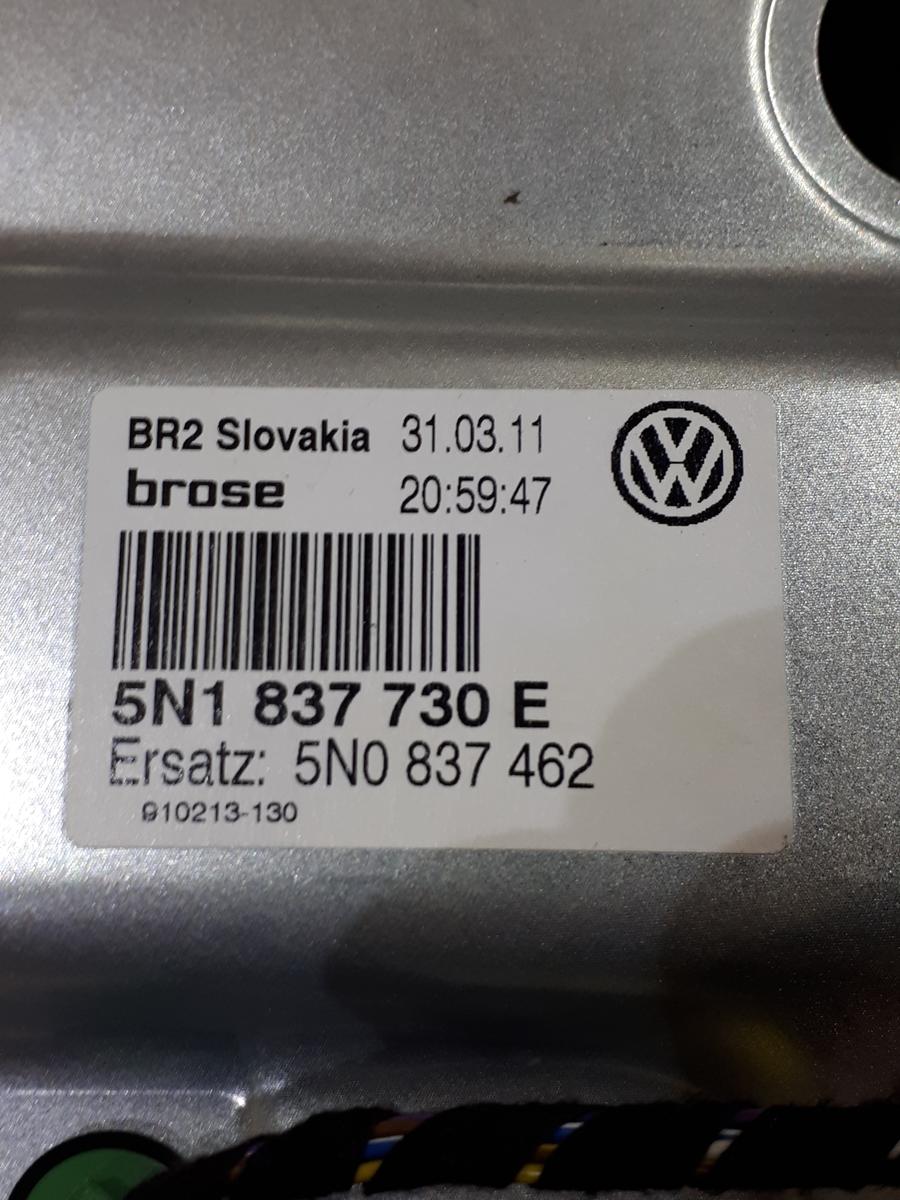 BR2 Slovakia 31.03.11
brose 20:59:47
5N1 837 730 E
Ersatz: 5N0 837 462
910213-130